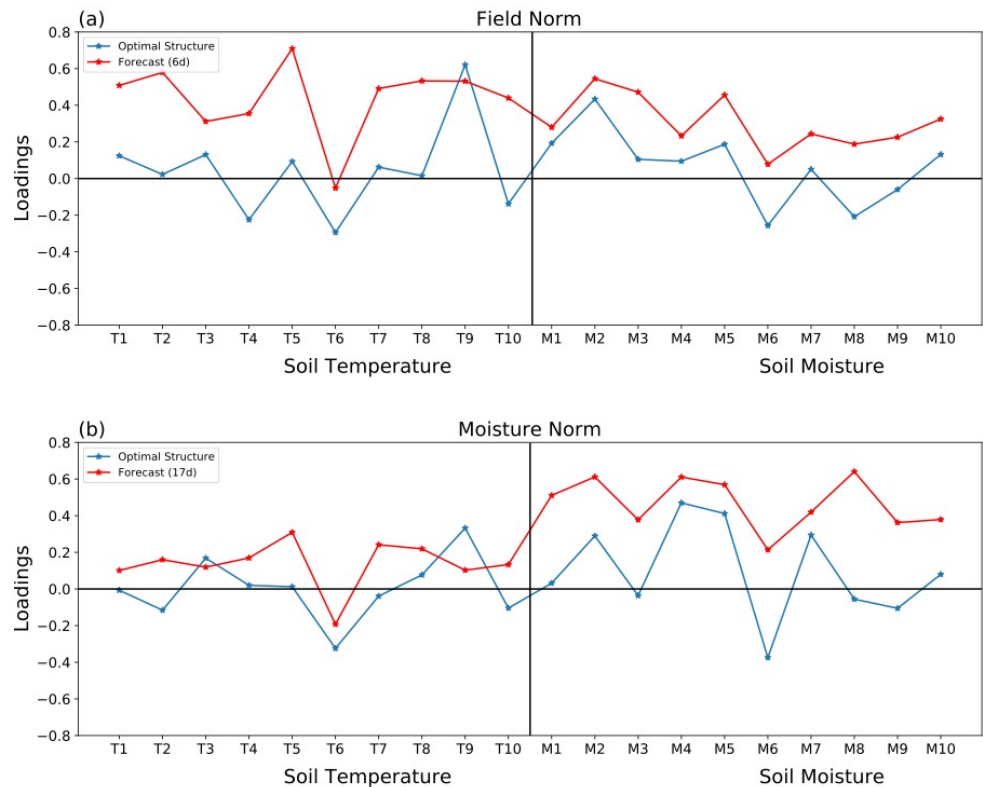 (a)
Field Norm
0.8
0.6
0.4
0.2
0.0
−0.2
−0.4
−0.6
−0.8
Loadings
Optimal Structure
Forecast (6d)
T1 T2 T3 T4 T5 T6 T7 T8 T9 T10 M1 M2 M3 M4 M5 M6 M7 M8 M9 M10
Soil Temperature Soil Moisture
(b)
Moisture Norm
0.8
0.6
0.4
0.2
0.0
−0.2
−0.4
−0.6
−0.8
Loadings
Optimal Structure
Forecast (17d)
T1 T2 T3 T4 T5 T6 T7 T8 T9 T10 M1 M2 M3 M4 M5 M6 M7 M8 M9 M10
Soil Temperature Soil Moisture